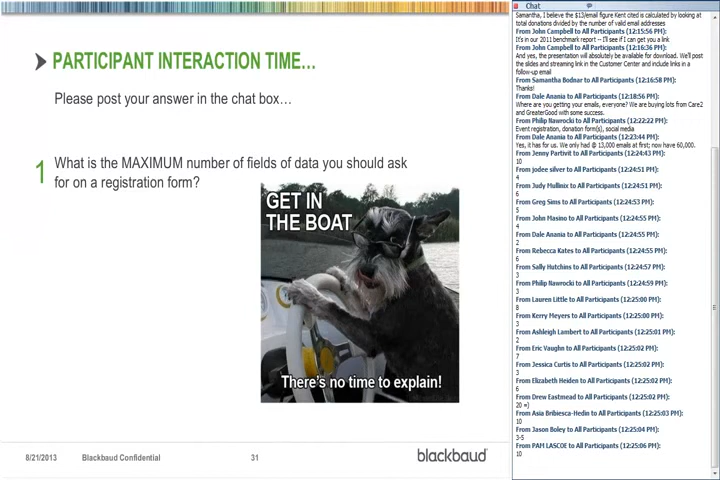 PARTICIPANT INTERACTION TIME...
Please post your answer in the chat box...
1
What is the MAXIMUM number of fields of data you should ask
for on a registration form?
GET IN
THE BOAT
There's no time to explain!
8/21/2013
Blackbaud Confidential
31
blackbaud
Chat
Samantha, I believe the $13/email figure Kent cited is calculated by looking at
total donations divided by the number of valid email addresses
From John Campbell to All Participants (12:15:56 PM):
It's in our 2011 benchmark report -- I'll see if I can get you a link
From John Campbell to All Participants (12:16:36 PM):
And yes, the presentation will absolutely be available for download. We'll post
the slides and streaming link in the Customer Center and include links in a
follow-up email
From Samantha Bodnar to All Participants (12:16:58 PM):
Thanks!
From Dale Anania to All Participants (12:18:56 PM):
Where are you getting your emails, everyone? We are buying lots from Care2
and GreaterGood with some success.
From Philip Nawrocki to All Participants (12:22:22 PM):
Event registration, donation form(s), social media
From Dale Anania to All Participants (12:23:44 PM):
Yes, it has for us. We only had @ 13,000 emails at first; now have 60,000.
From Jenny Partivit to All Participants (12:24:43 PM):
10
From jodee silver to All Participants (12:24:51 PM):
4
From Judy Mullinix to All Participants (12:24:51 PM):
6
From Greg Sims to All Participants (12:24:53 PM):
5
From John Masino to All Participants (12:24:55 PM):
4
From Dale Anania to All Participants (12:24:55 PM):
2
From Rebecca Kates to All Participants (12:24:55 PM):
6
From Sally Hutchins to All Participants (12:24:57 PM):
3
From Philip Nawrocki to All Participants (12:24:59 PM):
3
From Lauren Little to All Participants (12:25:00 PM):
8
From Kerry Meyers to All Participants (12:25:00 PM):
3
From Ashleigh Lambert to All Participants (12:25:01 PM):
2
From Eric Vaughn to All Participants (12:25:02 PM):
7
From Jessica Curtis to All Participants (12:25:02 PM):
3
From Elizabeth Heiden to All Participants (12:25:02 PM):
6
From Drew Eastmead to All Participants (12:25:02 PM):
20 =)
From Asia Bribiesca-Hedin to All Participants (12:25:03 PM):
10
From Jason Boley to All Participants (12:25:04 PM):
3-5
From PAM LASCOE to All Participants (12:25:06 PM):
10